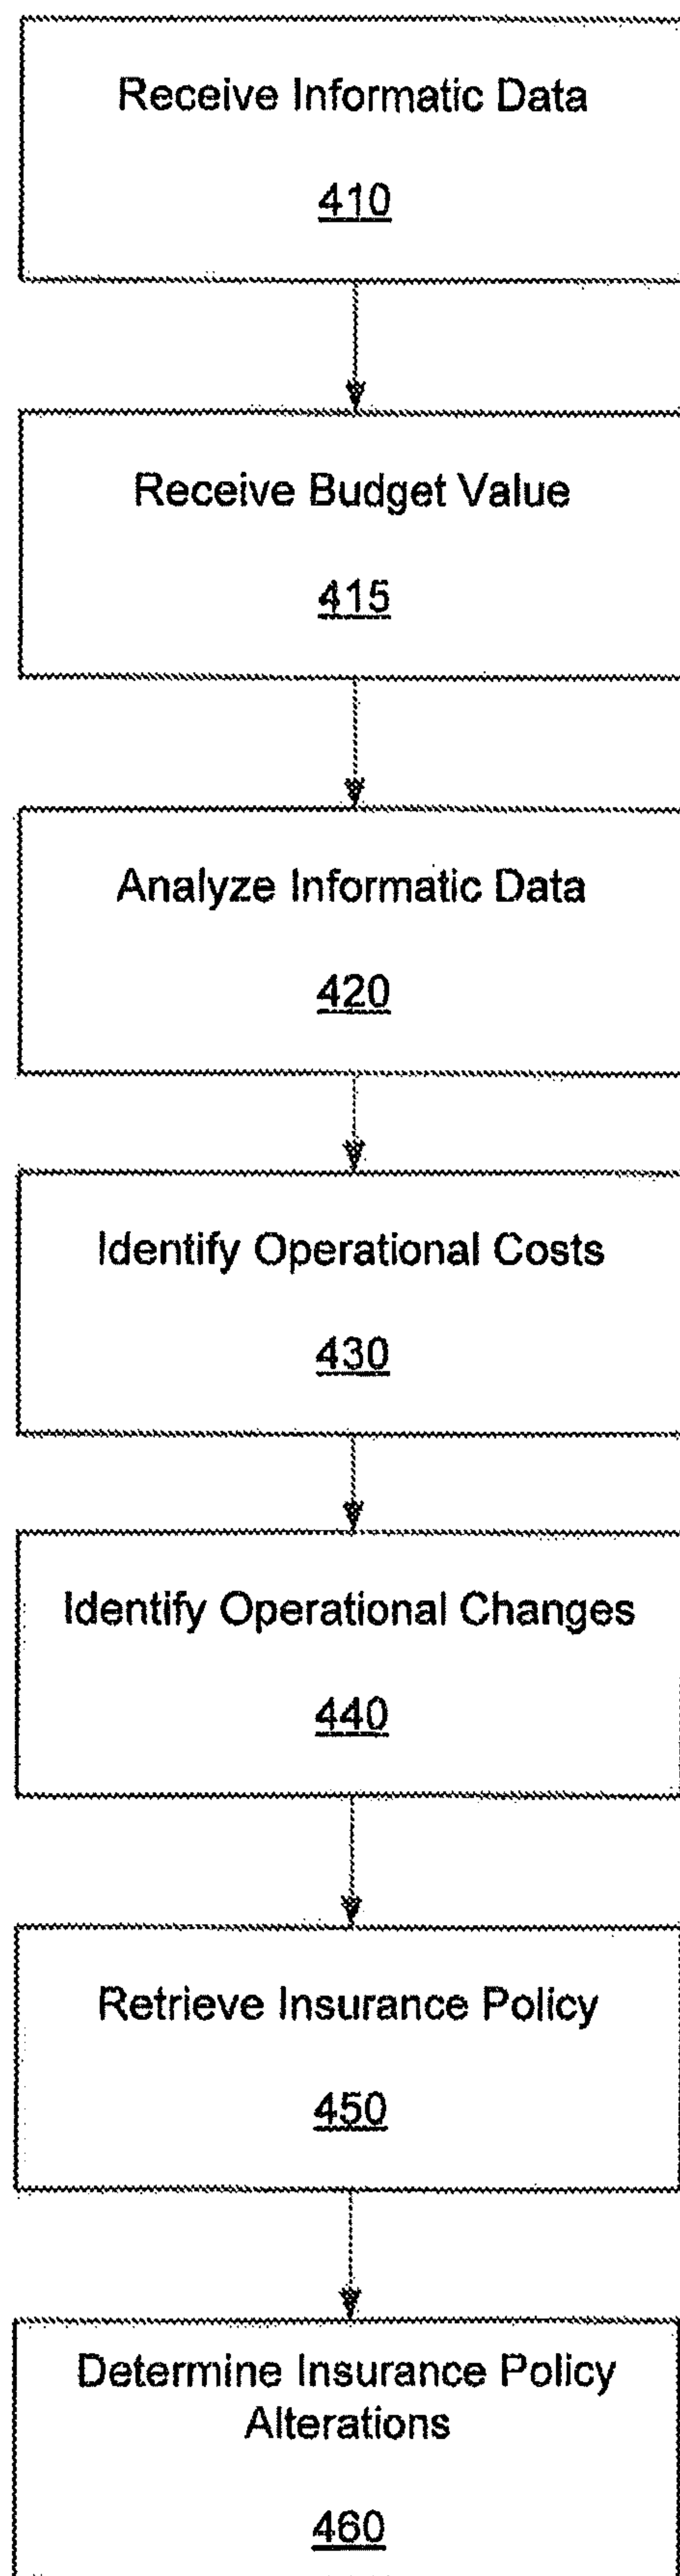 Receive Informatic Data
410
Receive Budget Value
415
Analyze Informatic Data
420
Identify Operational Costs
430
Identify Operational Changes
440
Retrieve Insurance Policy
450
Determine Insurance Policy
Alterations
460